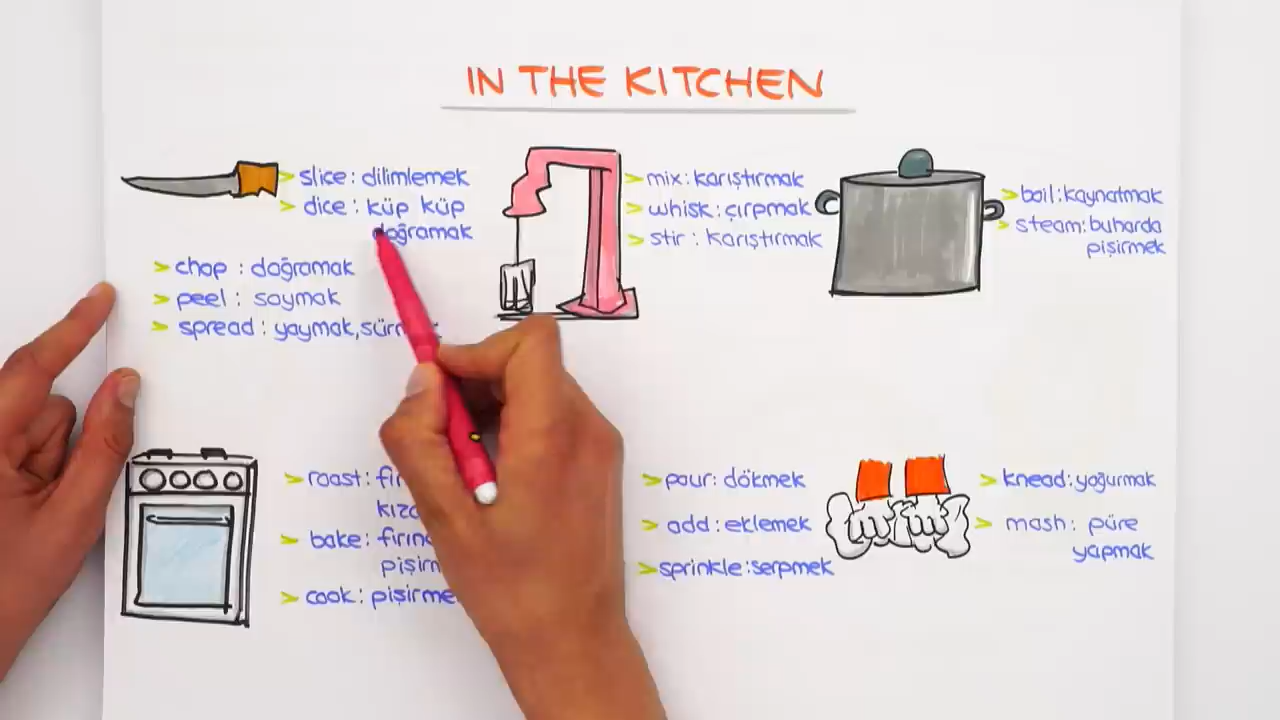 IN THE KITCHEN
> slice: dilimlemek
> dice: küp küp
doğramak
> chop : doğramak
> peel : soymak
> spread : yaymak,
> mix: karıştırmak
> whisk: çırpmak
> stir : karıştırmak
> boil: kaynatmak
> steam: buharda
pişirmek
> roast:
> bake:
> cook:
> pour: dökmek
> add: eklemek
> sprinkle: serpmek
> knead: yoğurmak
> mash: püre
yapmak